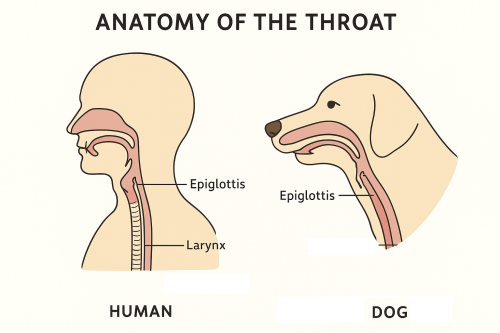 ANATOMY OF THE THROAT
Epiglottis
Epiglottis
Larynx
HUMAN
DOG